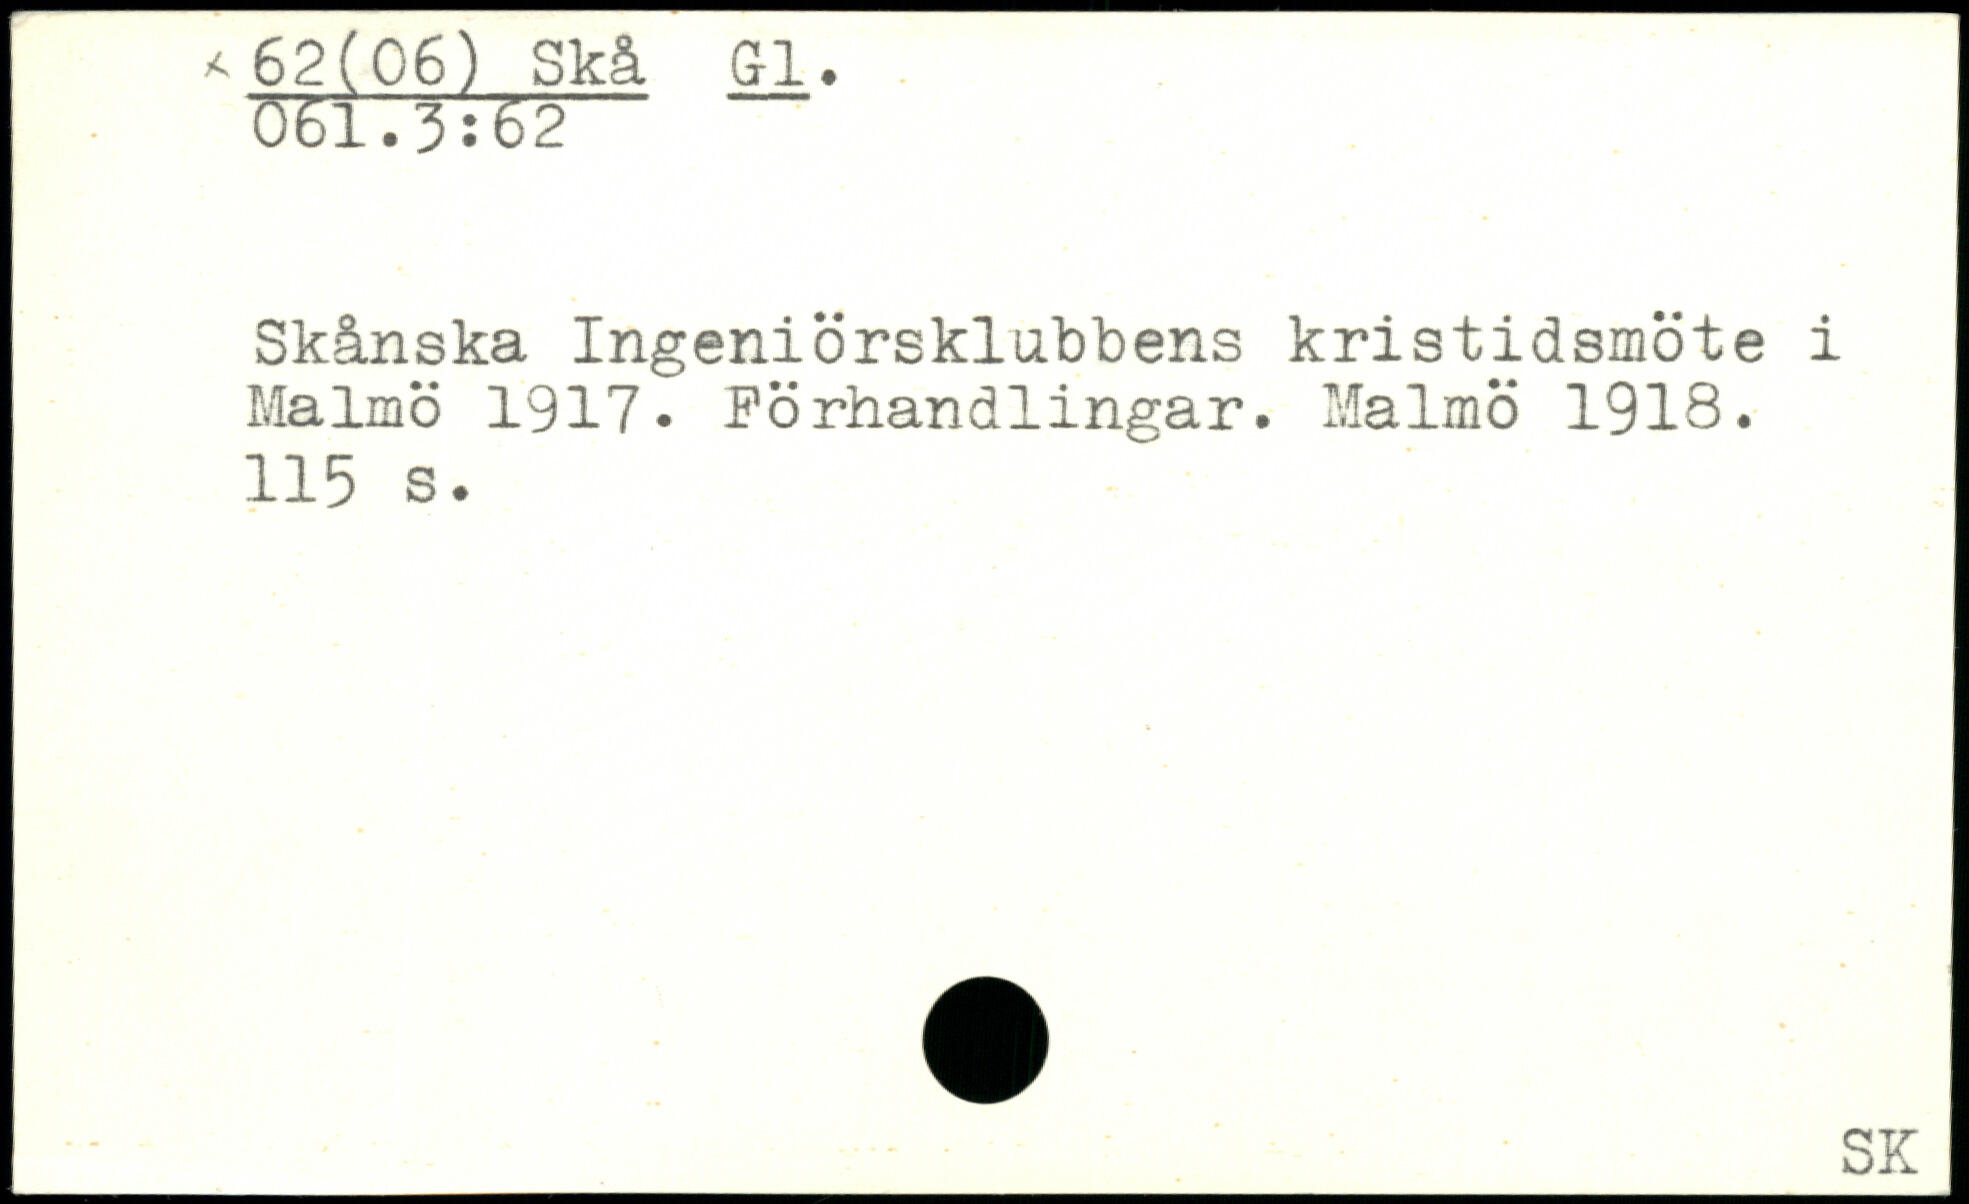 × 62(06) Skå Gl.
061.3:62
Skånska Ingeniörsklubbens kristidsmöte i
Malmö 1917. Förhandlingar. Malmö 1918.
115 s.
SK